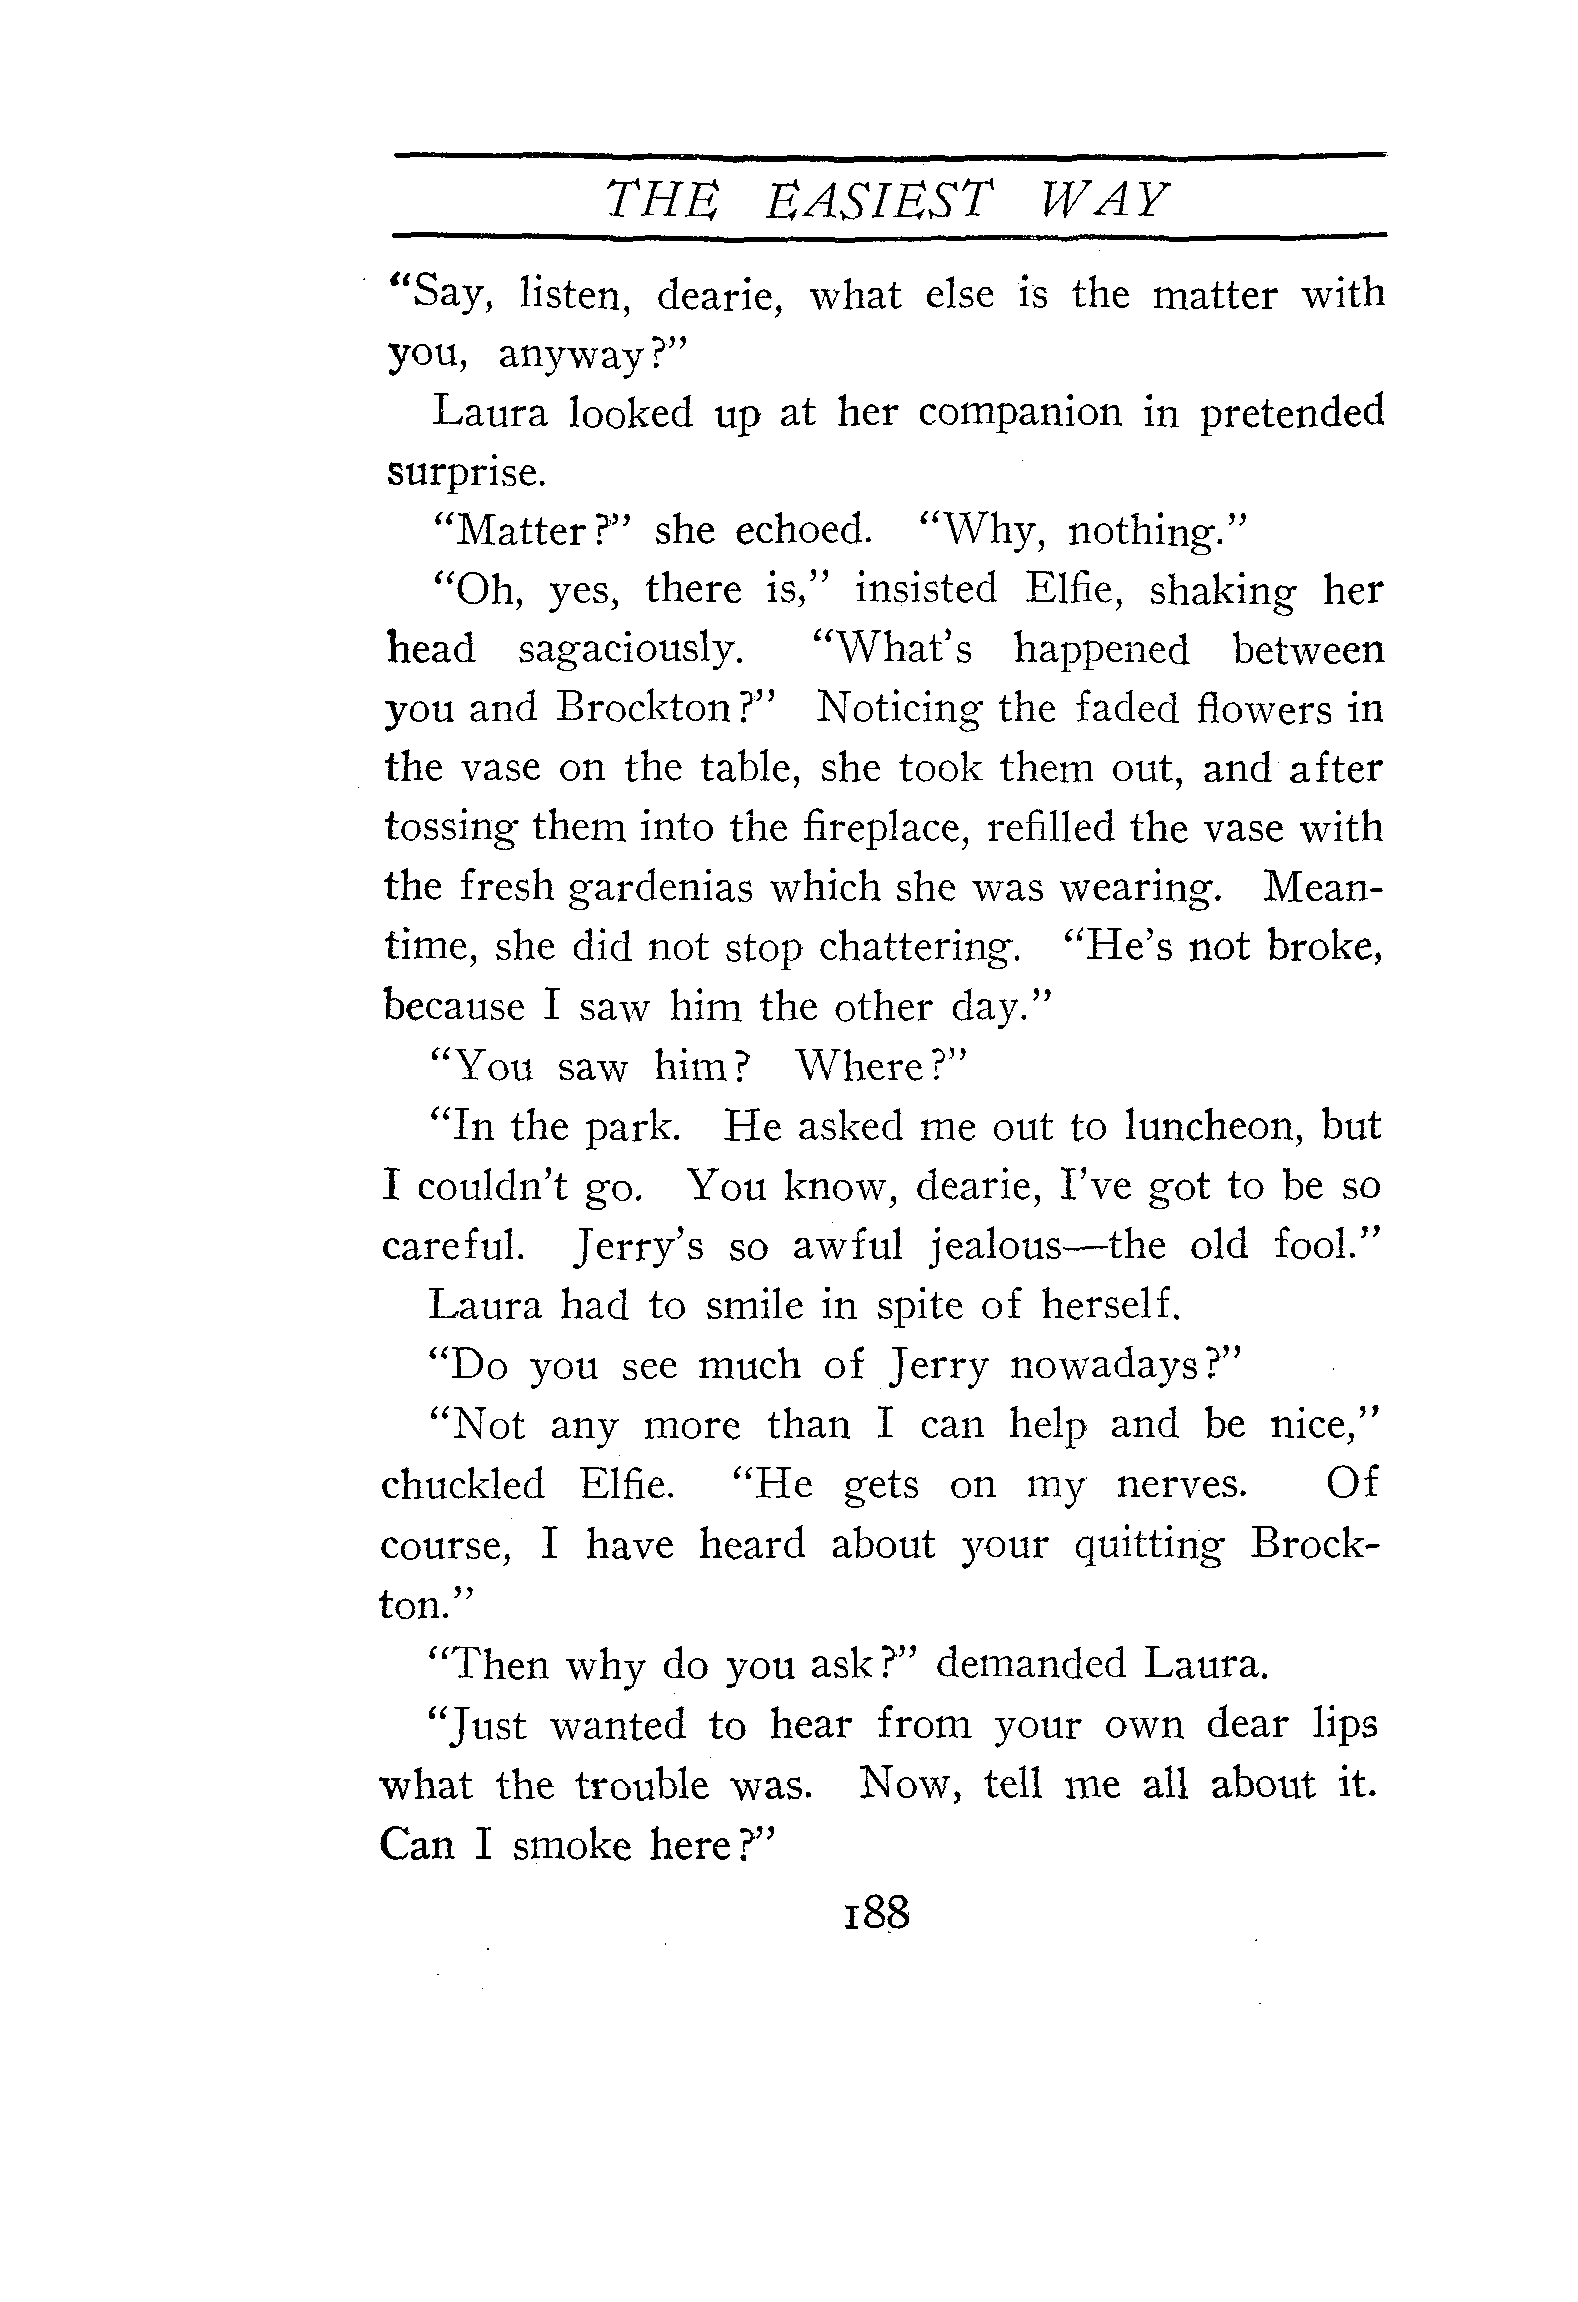 THE EASIEST WAY
“Say, listen, dearie, what else is the matter with
you, anyway?”
Laura looked up at her companion in pretended
surprise.
“Matter?” she echoed. “Why, nothing.”
“Oh, yes, there is,” insisted Elfie, shaking her
head sagaciously. “What’s happened between
you and Brockton?” Noticing the faded flowers in
the vase on the table, she took them out, and after
tossing them into the fireplace, refilled the vase with
the fresh gardenias which she was wearing. Mean-
time, she did not stop chattering. “He’s not broke,
because I saw him the other day.”
“You saw him? Where?”
“In the park. He asked me out to luncheon, but
I couldn’t go. You know, dearie, I’ve got to be so
careful. Jerry’s so awful jealous—the old fool.”
Laura had to smile in spite of herself.
“Do you see much of Jerry nowadays?”
“Not any more than I can help and be nice,”
chuckled Elfie. “He gets on my nerves. Of
course, I have heard about your quitting Brock-
ton.”
“Then why do you ask?” demanded Laura.
“Just wanted to hear from your own dear lips
what the trouble was. Now, tell me all about it.
Can I smoke here?”
188